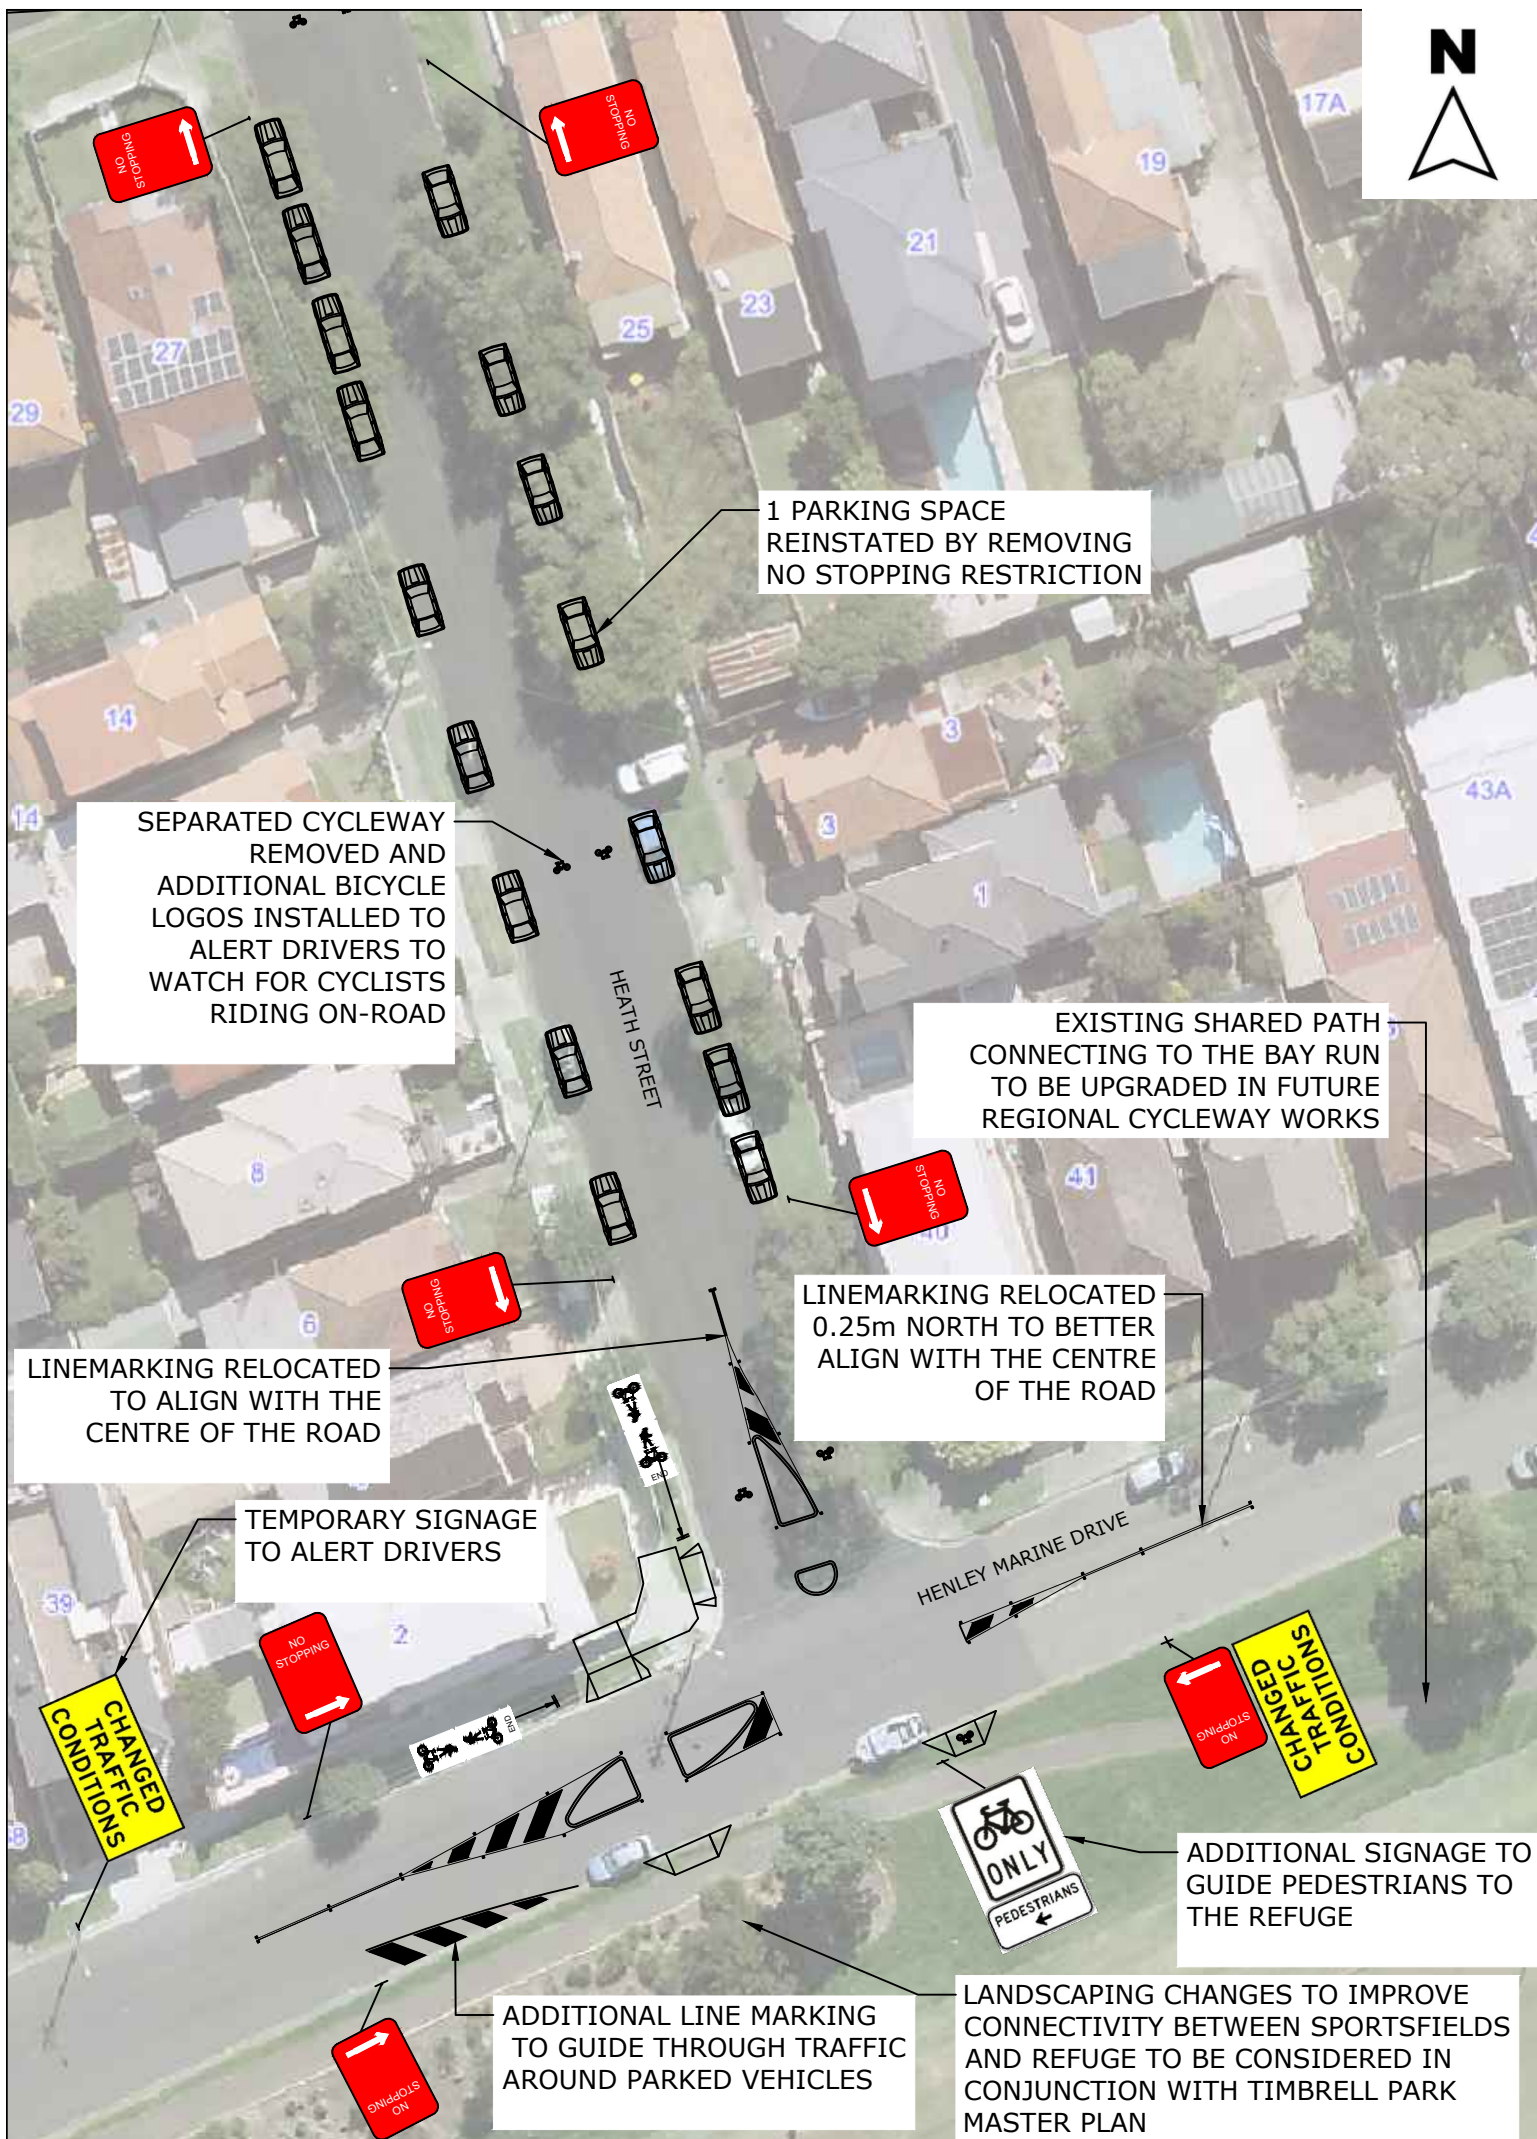 N
17A
19
NO
STOPPING
NO
STOPPING
21
23
25
27
29
1 PARKING SPACE
REINSTATED BY REMOVING
NO STOPPING RESTRICTION
14
3
43A
14
3
SEPARATED CYCLEWAY
REMOVED AND
ADDITIONAL BICYCLE
LOGOS INSTALLED TO
ALERT DRIVERS TO
WATCH FOR CYCLISTS
RIDING ON-ROAD
1
HEATH STREET
EXISTING SHARED PATH
CONNECTING TO THE BAY RUN
TO BE UPGRADED IN FUTURE
REGIONAL CYCLEWAY WORKS
8
41
NO
STOPPING
40
NO
STOPPING
6
LINEMARKING RELOCATED
0.25m NORTH TO BETTER
ALIGN WITH THE CENTRE
OF THE ROAD
LINEMARKING RELOCATED
TO ALIGN WITH THE
CENTRE OF THE ROAD
END
TEMPORARY SIGNAGE
TO ALERT DRIVERS
HENLEY MARINE DRIVE
39
2
NO
STOPPING
CHANGED
TRAFFIC
CONDITIONS
NO
STOPPING
CHANGED
TRAFFIC
CONDITIONS
END
ONLY
PEDESTRIANS
ADDITIONAL SIGNAGE TO
GUIDE PEDESTRIANS TO
THE REFUGE
LANDSCAPING CHANGES TO IMPROVE
CONNECTIVITY BETWEEN SPORTSFIELDS
AND REFUGE TO BE CONSIDERED IN
CONJUNCTION WITH TIMBRELL PARK
MASTER PLAN
ADDITIONAL LINE MARKING
TO GUIDE THROUGH TRAFFIC
AROUND PARKED VEHICLES
NO
STOPPING